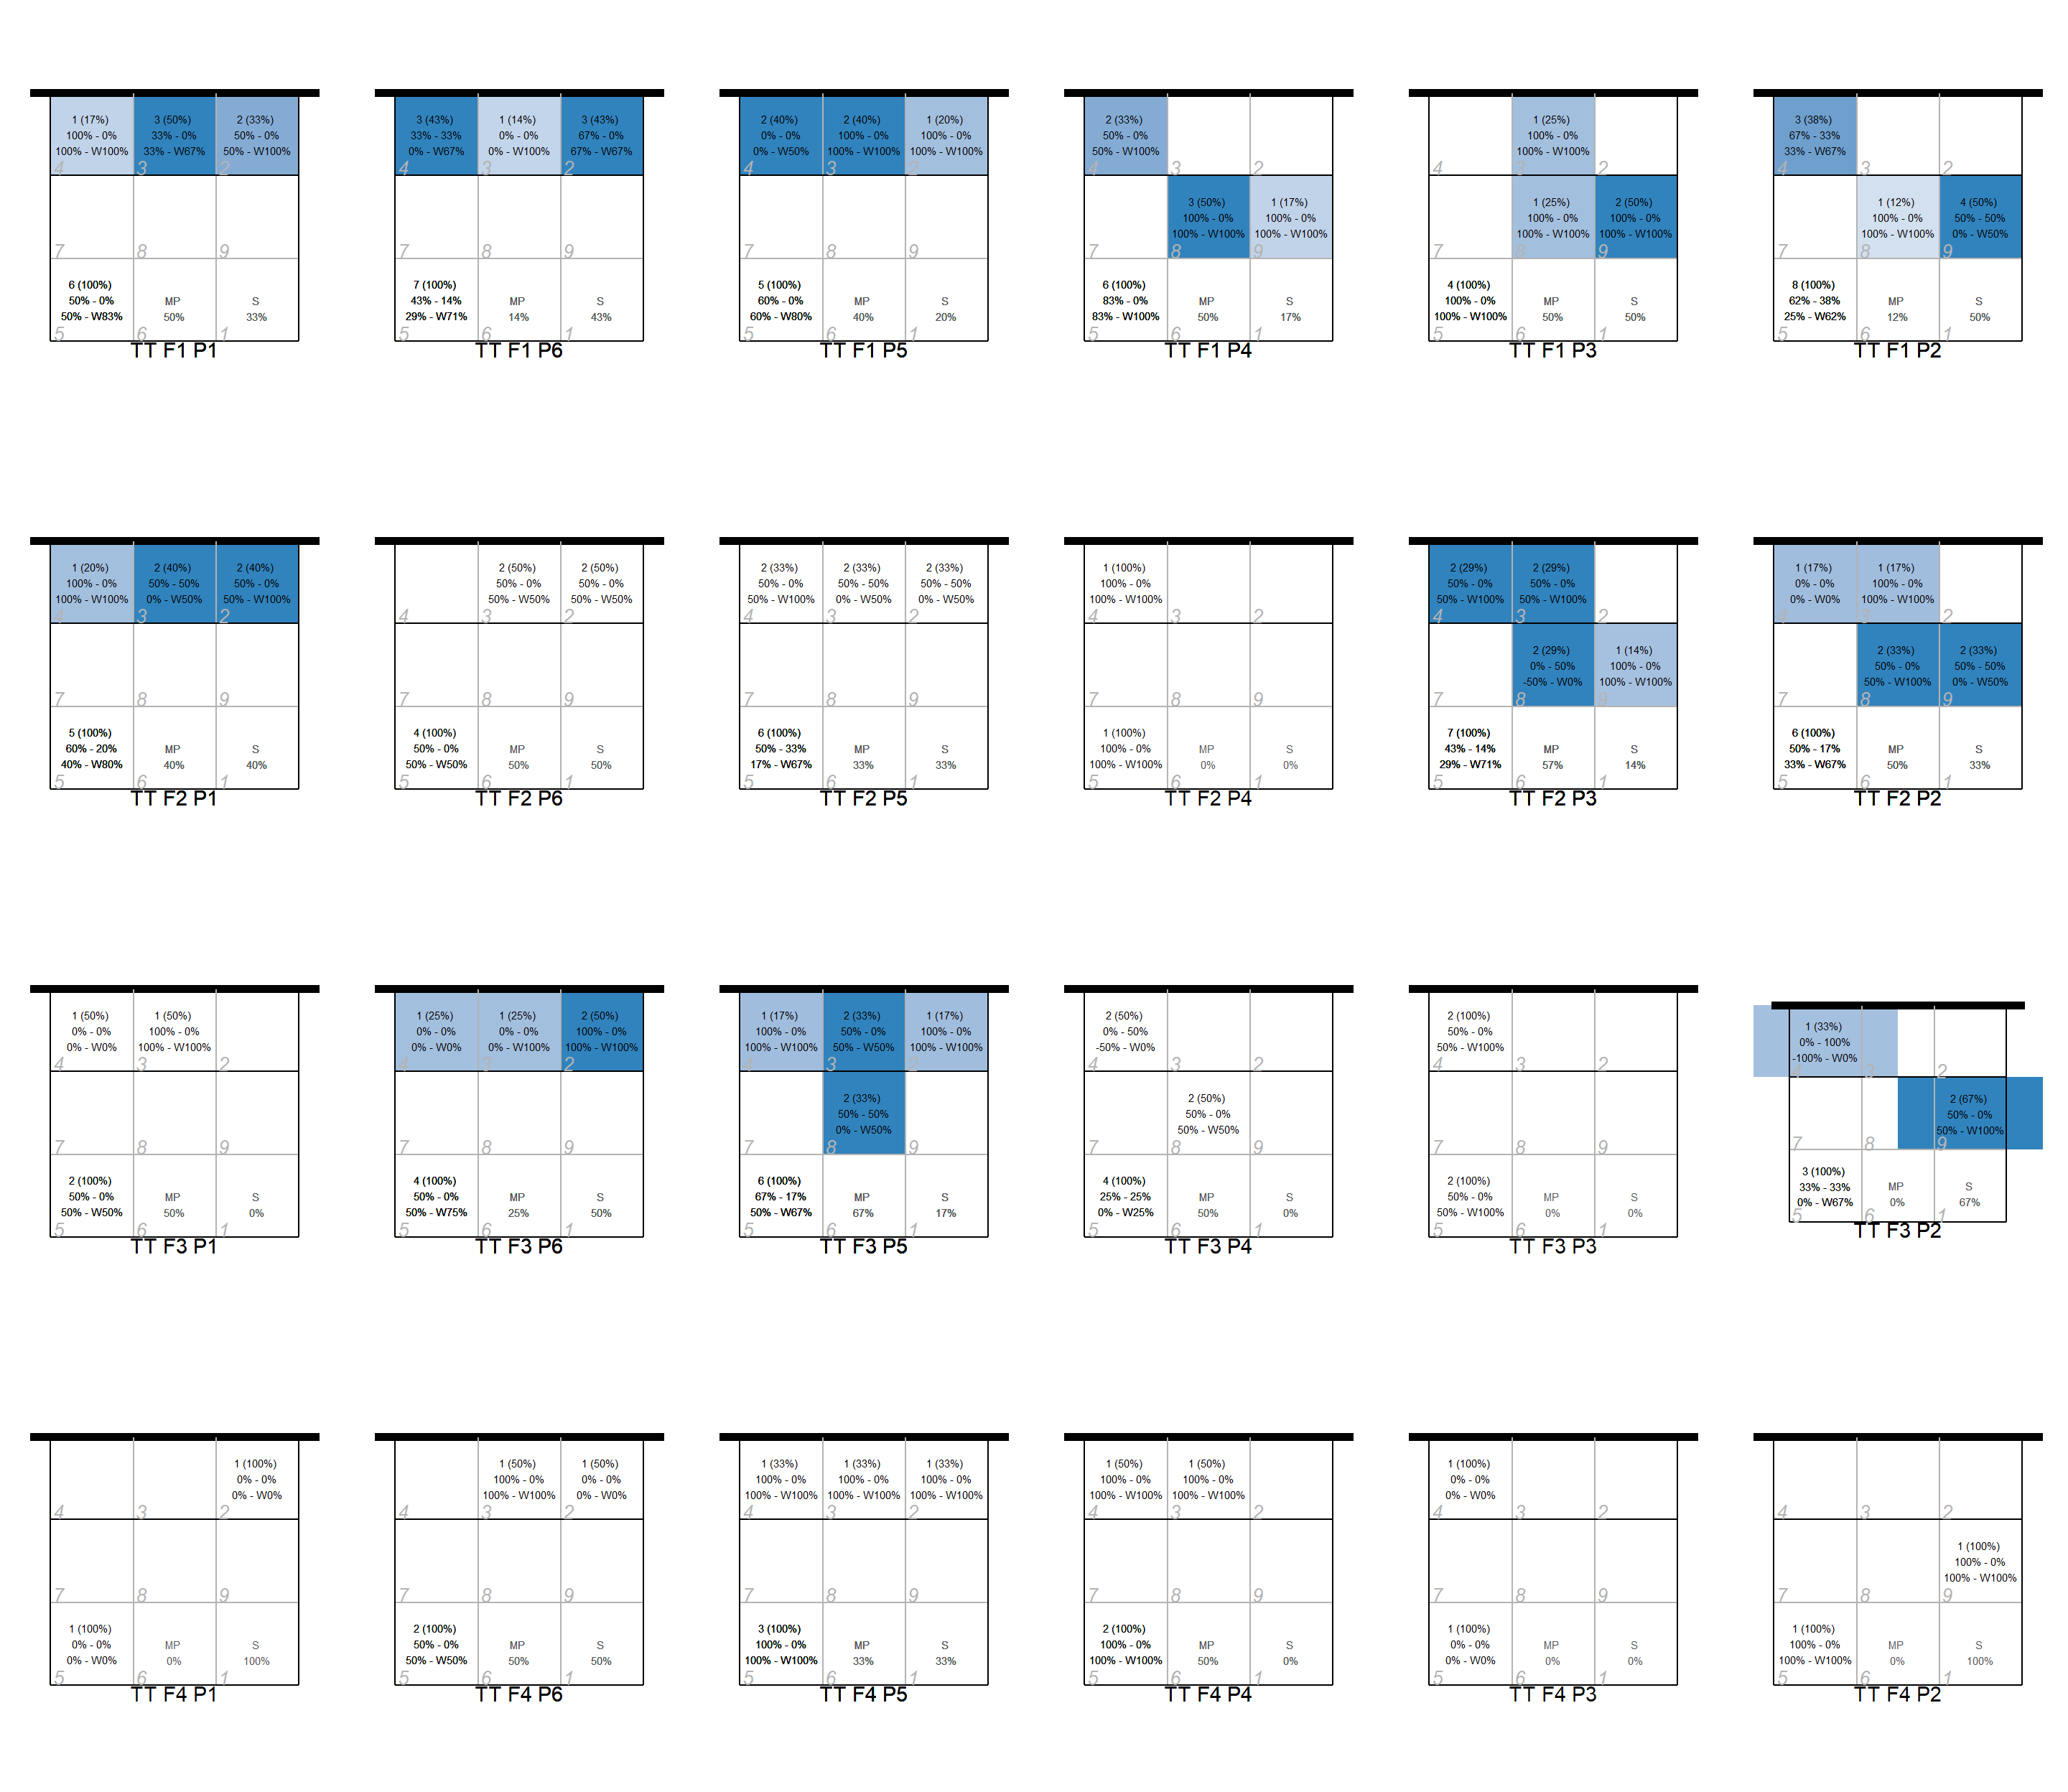 1 (17%) 3 (50%) 2 (33%)
100% - 0% 33% - 0% 50% - 0%
100% - W100% 33% - W67% 50% - W100%
4 3 2
7 8 9
6 (100%)
50% - 0% MP S
50% - W83% 50% 33%
5 6 1
TT F1 P1
3 (43%) 1 (14%) 3 (43%)
33% - 33% 0% - 0% 67% - 0%
0% - W67% 0% - W100% 67% - W67%
4 3 2
7 8 9
7 (100%)
43% - 14% MP S
29% - W71% 14% 43%
5 6 1
TT F1 P6
2 (40%) 2 (40%) 1 (20%)
0% - 0% 100% - 0% 100% - 0%
0% - W50% 100% - W100% 100% - W100%
4 3 2
7 8 9
5 (100%)
60% - 0% MP S
60% - W80% 40% 20%
5 6 1
TT F1 P5
2 (33%)
50% - 0%
50% - W100%
4 3 2
3 (50%) 1 (17%)
100% - 0% 100% - 0%
100% - W100% 100% - W100%
7 8 9
6 (100%)
83% - 0% MP S
83% - W100% 50% 17%
5 6 1
TT F1 P4
1 (25%)
100% - 0%
100% - W100%
4 3 2
1 (25%) 2 (50%)
100% - 0% 100% - 0%
100% - W100% 100% - W100%
7 8 9
4 (100%)
100% - 0% MP S
100% - W100% 50% 50%
5 6 1
TT F1 P3
3 (38%)
67% - 33%
33% - W67%
4 3 2
1 (12%) 4 (50%)
100% - 0% 50% - 50%
100% - W100% 0% - W50%
7 8 9
8 (100%)
62% - 38% MP S
25% - W62% 12% 50%
5 6 1
TT F1 P2
1 (20%) 2 (40%) 2 (40%)
100% - 0% 50% - 50% 50% - 0%
100% - W100% 0% - W50% 50% - W100%
4 3 2
7 8 9
5 (100%)
60% - 20% MP S
40% - W80% 40% 40%
5 6 1
TT F2 P1
2 (50%) 2 (50%)
50% - 0% 50% - 0%
50% - W50% 50% - W50%
4 3 2
7 8 9
4 (100%)
50% - 0% MP S
50% - W50% 50% 50%
5 6 1
TT F2 P6
2 (33%) 2 (33%) 2 (33%)
50% - 0% 50% - 50% 50% - 50%
50% - W100% 0% - W50% 0% - W50%
4 3 2
7 8 9
6 (100%)
50% - 33% MP S
17% - W67% 33% 33%
5 6 1
TT F2 P5
1 (100%)
100% - 0%
100% - W100%
4 3 2
7 8 9
1 (100%)
100% - 0% MP S
100% - W100% 0% 0%
5 6 1
TT F2 P4
2 (29%) 2 (29%)
50% - 0% 50% - 0%
50% - W100% 50% - W100%
4 3 2
2 (29%) 1 (14%)
0% - 50% 100% - 0%
-50% - W0% 100% - W100%
7 8 9
7 (100%)
43% - 14% MP S
29% - W71% 57% 14%
5 6 1
TT F2 P3
1 (17%) 1 (17%)
0% - 0% 100% - 0%
0% - W0% 100% - W100%
4 3 2
2 (33%) 2 (33%)
50% - 0% 50% - 50%
50% - W100% 0% - W50%
7 8 9
6 (100%)
50% - 17% MP S
33% - W67% 50% 33%
5 6 1
TT F2 P2
1 (50%) 1 (50%)
0% - 0% 100% - 0%
0% - W0% 100% - W100%
4 3 2
7 8 9
2 (100%)
50% - 0% MP S
50% - W50% 50% 0%
5 6 1
TT F3 P1
1 (25%) 1 (25%) 2 (50%)
0% - 0% 0% - 0% 100% - 0%
0% - W0% 0% - W100% 100% - W100%
4 3 2
7 8 9
4 (100%)
50% - 0% MP S
50% - W75% 25% 50%
5 6 1
TT F3 P6
1 (17%) 2 (33%) 1 (17%)
100% - 0% 50% - 0% 100% - 0%
100% - W100% 50% - W50% 100% - W100%
4 3 2
2 (33%)
50% - 50%
0% - W50%
7 8 9
6 (100%)
67% - 17% MP S
50% - W67% 67% 17%
5 6 1
TT F3 P5
2 (50%)
0% - 50%
-50% - W0%
4 3 2
2 (50%)
50% - 0%
50% - W50%
7 8 9
4 (100%)
25% - 25% MP S
0% - W25% 50% 0%
5 6 1
TT F3 P4
2 (100%)
50% - 0%
50% - W100%
4 3 2
7 8 9
2 (100%)
50% - 0% MP S
50% - W100% 0% 0%
5 6 1
TT F3 P3
1 (33%)
0% - 100%
-100% - W0%
4 3 2
2 (67%)
50% - 0%
50% - W100%
7 8 9
3 (100%)
33% - 33% MP S
0% - W67% 0% 67%
5 6 1
TT F3 P2
1 (100%)
0% - 0%
0% - W0%
4 3 2
7 8 9
1 (100%)
0% - 0% MP S
0% - W0% 0% 100%
5 6 1
TT F4 P1
1 (50%) 1 (50%)
100% - 0% 0% - 0%
100% - W100% 0% - W0%
4 3 2
7 8 9
2 (100%)
50% - 0% MP S
50% - W50% 50% 50%
5 6 1
TT F4 P6
1 (33%) 1 (33%) 1 (33%)
100% - 0% 100% - 0% 100% - 0%
100% - W100% 100% - W100% 100% - W100%
4 3 2
7 8 9
3 (100%)
100% - 0% MP S
100% - W100% 33% 33%
5 6 1
TT F4 P5
1 (50%) 1 (50%)
100% - 0% 100% - 0%
100% - W100% 100% - W100%
4 3 2
7 8 9
2 (100%)
100% - 0% MP S
100% - W100% 50% 0%
5 6 1
TT F4 P4
1 (100%)
0% - 0%
0% - W0%
4 3 2
7 8 9
1 (100%)
0% - 0% MP S
0% - W0% 0% 0%
5 6 1
TT F4 P3
4 3 2
1 (100%)
100% - 0%
100% - W100%
7 8 9
1 (100%)
100% - 0% MP S
100% - W100% 0% 100%
5 6 1
TT F4 P2